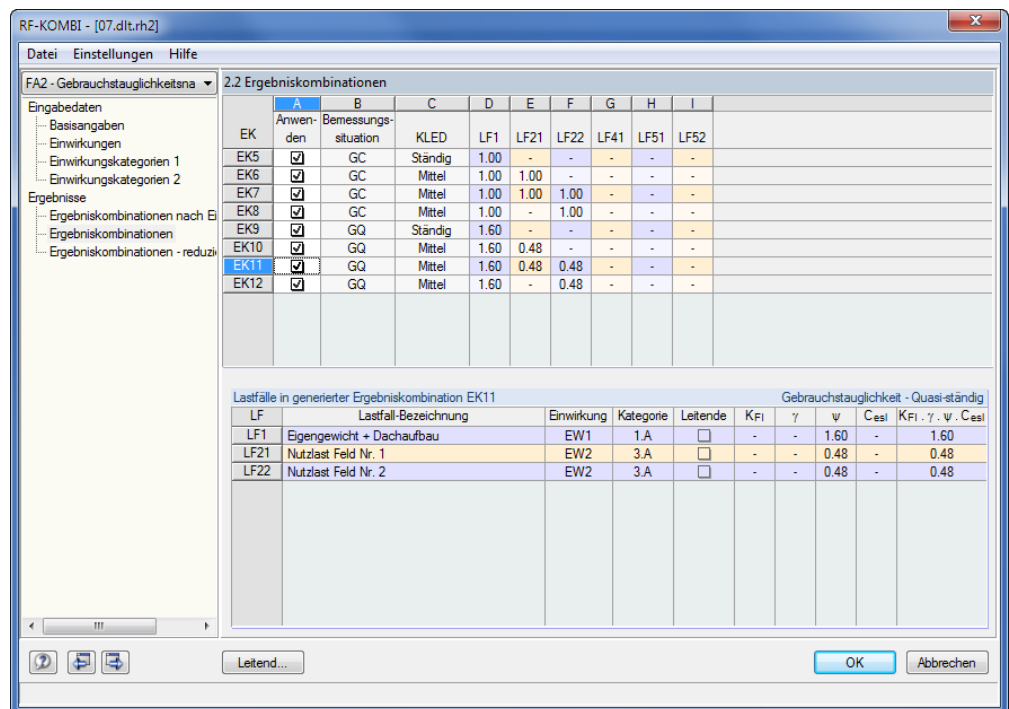 RF-KOMBI - [07.dlt.rh2]
Datei Einstellungen Hilfe
FA2 - Gebrauchstauglichkeitsna
Eingabedaten
Basisangaben
Einwirkungen
Einwirkungskategorien 1
Einwirkungskategorien 2
Ergebnisse
Ergebniskombinationen nach Ei
Ergebniskombinationen
Ergebniskombinationen - reduzie
2.2 Ergebniskombinationen
A B C D E F G H I
EK Anwen-den Bemessungs-situation KLED LF1 LF21 LF22 LF41 LF51 LF52
EK5 GC Ständig 1.00 - - - - -
EK6 GC Mittel 1.00 1.00 - - - -
EK7 GC Mittel 1.00 1.00 1.00 - - -
EK8 GC Mittel 1.00 - 1.00 - - -
EK9 GQ Ständig 1.60 - - - - -
EK10 GQ Mittel 1.60 0.48 - - - -
EK11 GQ Mittel 1.60 0.48 0.48 - - -
EK12 GQ Mittel 1.60 - 0.48 - - -
Lastfälle in generierter Ergebniskombination EK11 Gebrauchstauglichkeit - Quasi-ständig
LF Lastfall-Bezeichnung Einwirkung Kategorie Leitende KFI γ ψ Cesl KFI . γ . ψ . Cesl
LF1 Eigengewicht + Dachaufbau EW1 1.A - - 1.60 - 1.60
LF21 Nutzlast Feld Nr. 1 EW2 3.A - - 0.48 - 0.48
LF22 Nutzlast Feld Nr. 2 EW2 3.A - - 0.48 - 0.48
Leitend... OK Abbrechen